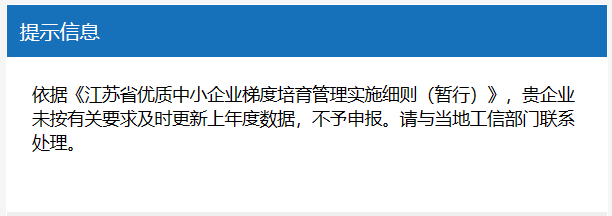 提示信息
依据《江苏省优质中小企业梯度培育管理实施细则（暂行）》，贵企业
未按有关要求及时更新上年度数据，不予申报。请与当地工信部门联系
处理。